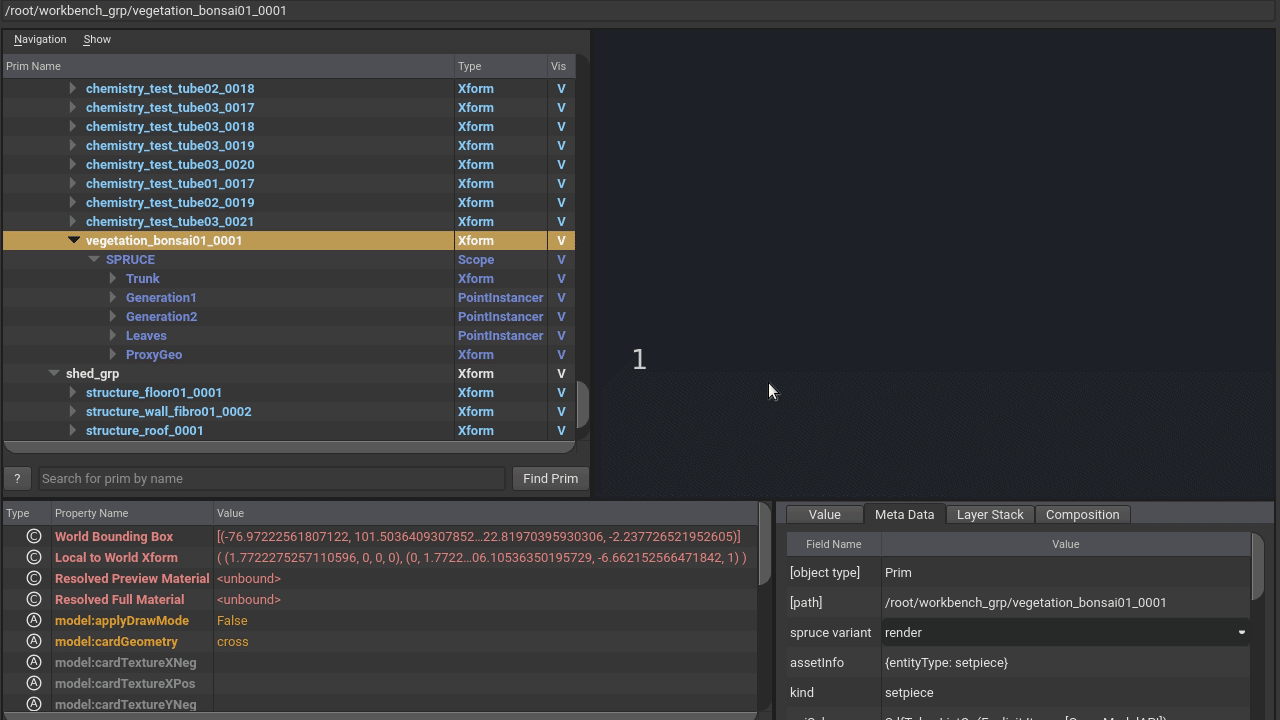 /root/workbench_grp/vegetation_bonsai01_0001
Navigation Show
Prim Name Type Vis
chemistry_test_tube02_0018 Xform V
chemistry_test_tube03_0017 Xform V
chemistry_test_tube03_0018 Xform V
chemistry_test_tube03_0019 Xform V
chemistry_test_tube03_0020 Xform V
chemistry_test_tube01_0017 Xform V
chemistry_test_tube02_0019 Xform V
chemistry_test_tube03_0021 Xform V
vegetation_bonsai01_0001 Xform V
SPRUCE Scope V
Trunk Xform V
Generation1 PointInstancer V
Generation2 PointInstancer V
Leaves PointInstancer V
ProxyGeo Xform V
shed_grp Xform V
structure_floor01_0001 Xform V
structure_wall_fibro01_0002 Xform V
structure_roof_0001 Xform V
? Search for prim by name Find Prim
1
Type Property Name Value
C World Bounding Box [(-76.97222561807122, 101.5036409307852…22.81970395930306, -2.237726521952605)]
C Local to World Xform ( (1.7722275257110596, 0, 0, 0), (0, 1.7722…06.10536350195729, -6.662152566471842, 1) )
C Resolved Preview Material <unbound>
C Resolved Full Material <unbound>
A model:applyDrawMode False
A model:cardGeometry cross
A model:cardTextureXNeg
A model:cardTextureXPos
A model:cardTextureYNeg
Value Meta Data Layer Stack Composition
Field Name Value
[object type] Prim
[path] /root/workbench_grp/vegetation_bonsai01_0001
spruce variant render
assetInfo {entityType: setpiece}
kind setpiece